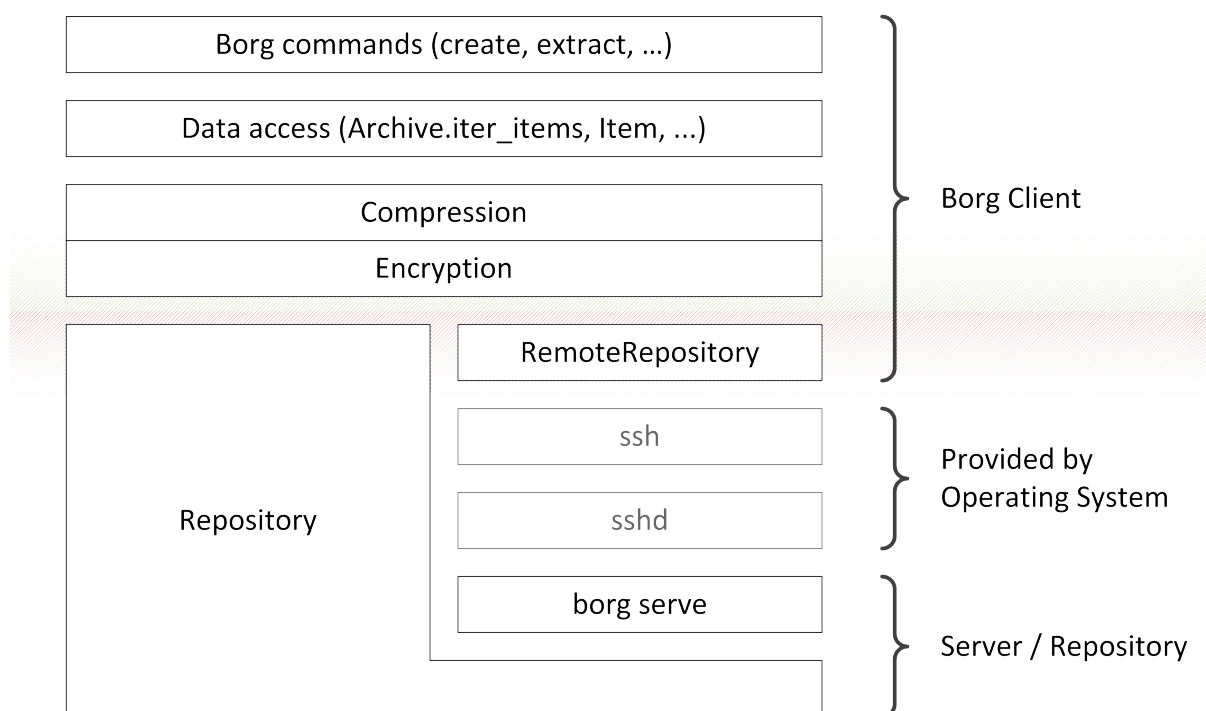 Borg commands (create, extract, ...)
Data access (Archive.iter_items, Item, ...)
Compression
Borg Client
Encryption
RemoteRepository
ssh
Provided by
Operating System
Repository
sshd
borg serve
Server / Repository